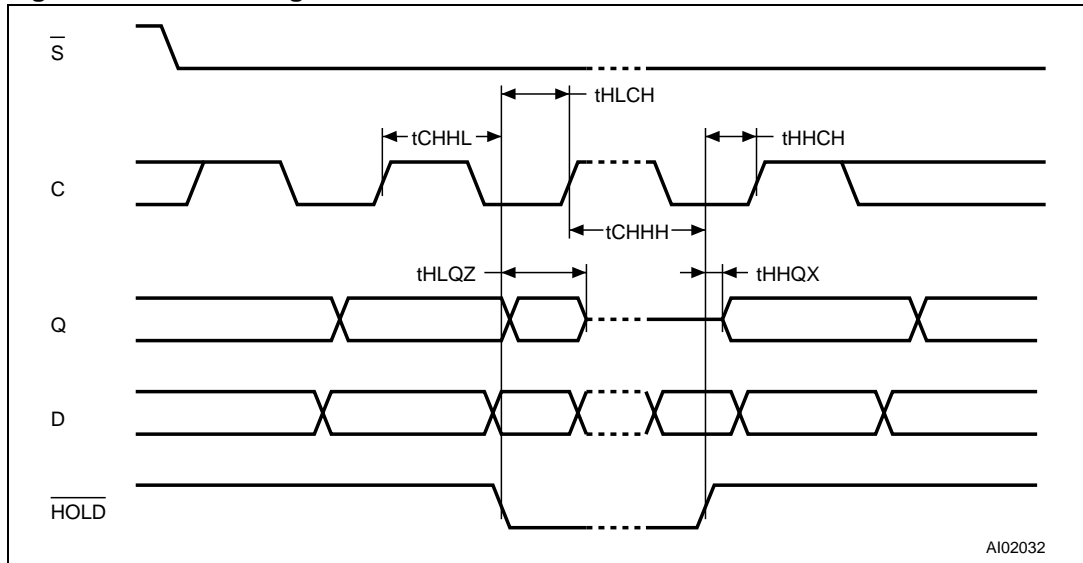 S
tHLCH
tCHHL
tHHCH
C
tCHHH
tHLQZ
tHHQX
Q
D
HOLD
AI02032